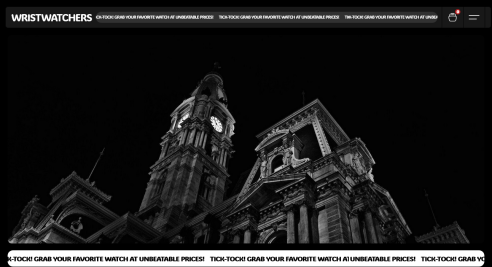 WRISTWATCHERS
CK-TOCK! GRAB YOUR FAVORITE WATCH AT UNBEATABLE PRICES! TICK-TOCK! GRAB YOUR FAVORITE WATCH AT UNBEATABLE PRICES! TICK-TOCK! GRAB YOUR FAVORITE WATCH AT UNBEA
K-TOCK! GRAB YOUR FAVORITE WATCH AT UNBEATABLE PRICES! TICK-TOCK! GRAB YOUR FAVORITE WATCH AT UNBEATABLE PRICES! TICK-TOCK! GRAB YO